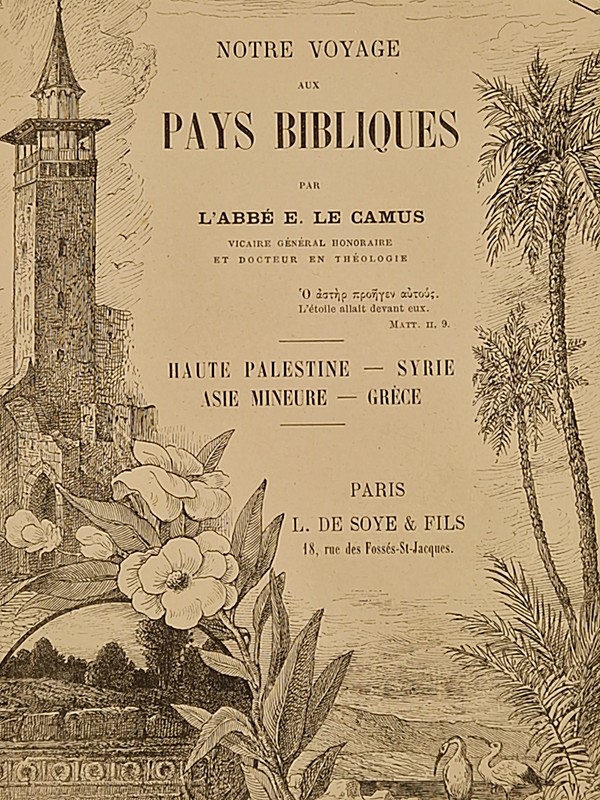 NOTRE VOYAGE
AUX
PAYS BIBLIQUES
PAR
L'ABBÉ E. LE CAMUS
VICAIRE GÉNÉRAL HONORAIRE
ET DOCTEUR EN THÉOLOGIE
Ὁ ἀστὴρ προῆγεν αὐτούς.
L'étoile allait devant eux.
MATT. II, 9.
HAUTE PALESTINE — SYRIE
ASIE MINEURE — GRÈCE
PARIS
L. DE SOYE & FILS
18, rue des Fossés-St-Jacques.